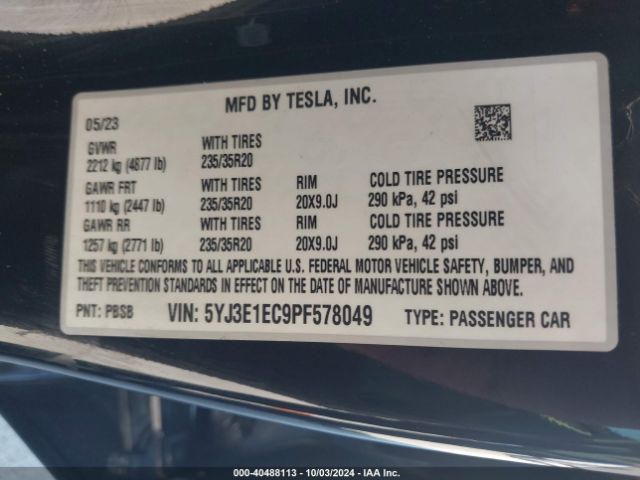 MFD BY TESLA, INC.
05/23
GVWR WITH TIRES
2212 kg (4877 lb) 235/35R20
GAWR FRT WITH TIRES RIM COLD TIRE PRESSURE
1110 kg (2447 lb) 235/35R20 20X9.0J 290 kPa, 42 psi
GAWR RR WITH TIRES RIM COLD TIRE PRESSURE
1257 kg (2771 lb) 235/35R20 20X9.0J 290 kPa, 42 psi
THIS VEHICLE CONFORMS TO ALL APPLICABLE U.S. FEDERAL MOTOR VEHICLE SAFETY, BUMPER, AND
THEFT PREVENTION STANDARDS IN EFFECT ON THE DATE OF MANUFACTURE SHOWN ABOVE.
PNT: PBSB VIN: 5YJ3E1EC9PF578049 TYPE: PASSENGER CAR
000-40488113 - 10/03/2024 - IAA Inc.